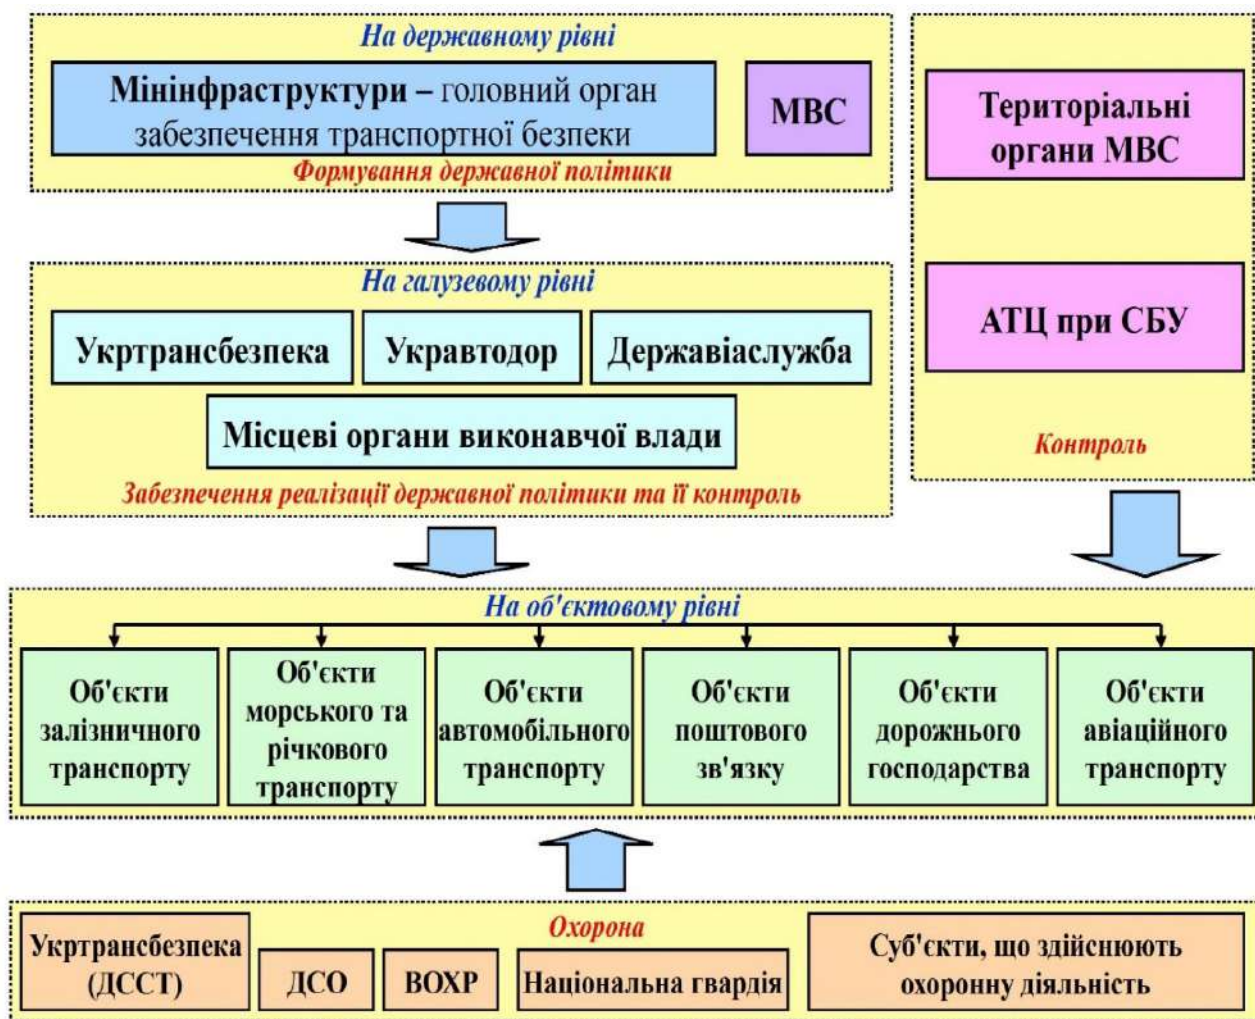 На державному рівні
Мінінфраструктури – головний орган
забезпечення транспортної безпеки
МВС
Формування державної політики
Територіальні
органи МВС
АТЦ при СБУ
Контроль
На галузевому рівні
Укртрансбезпека
Укравтодор
Державіаслужба
Місцеві органи виконавчої влади
Забезпечення реалізації державної політики та її контроль
На об'єктовому рівні
Об'єкти
залізничного
транспорту
Об'єкти
морського та
річкового
транспорту
Об'єкти
автомобільного
транспорту
Об'єкти
поштового
зв'язку
Об'єкти
дорожнього
господарства
Об'єкти
авіаційного
транспорту
Охорона
Укртрансбезпека
(ДССТ)
ДСО
ВОХР
Національна гвардія
Суб'єкти, що здійснюють
охоронну діяльність